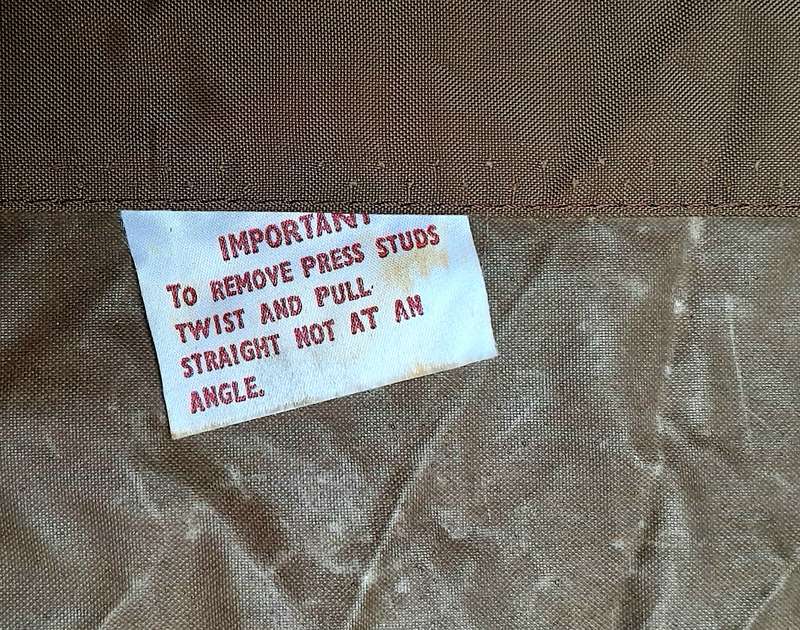 IMPORTANT
TO REMOVE PRESS STUDS
TWIST AND PULL
STRAIGHT NOT AT AN
ANGLE.